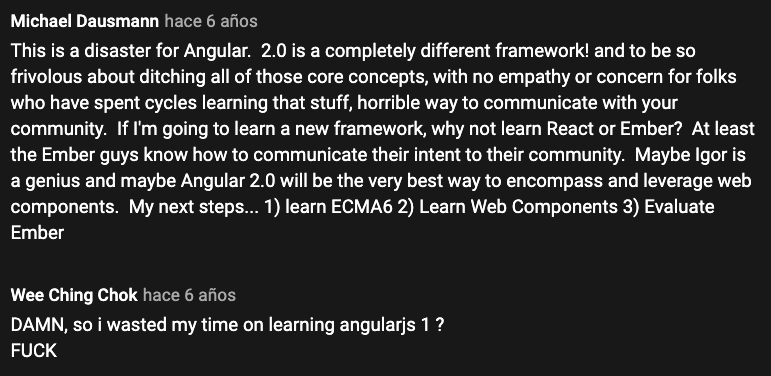 Michael Dausmann hace 6 años
This is a disaster for Angular.  2.0 is a completely different framework! and to be so
frivolous about ditching all of those core concepts, with no empathy or concern for folks
who have spent cycles learning that stuff, horrible way to communicate with your
community.  If I'm going to learn a new framework, why not learn React or Ember?  At least
the Ember guys know how to communicate their intent to their community.  Maybe Igor is
a genius and maybe Angular 2.0 will be the very best way to encompass and leverage web
components.  My next steps... 1) learn ECMA6 2) Learn Web Components 3) Evaluate
Ember
Wee Ching Chok hace 6 años
DAMN, so i wasted my time on learning angularjs 1 ?
FUCK